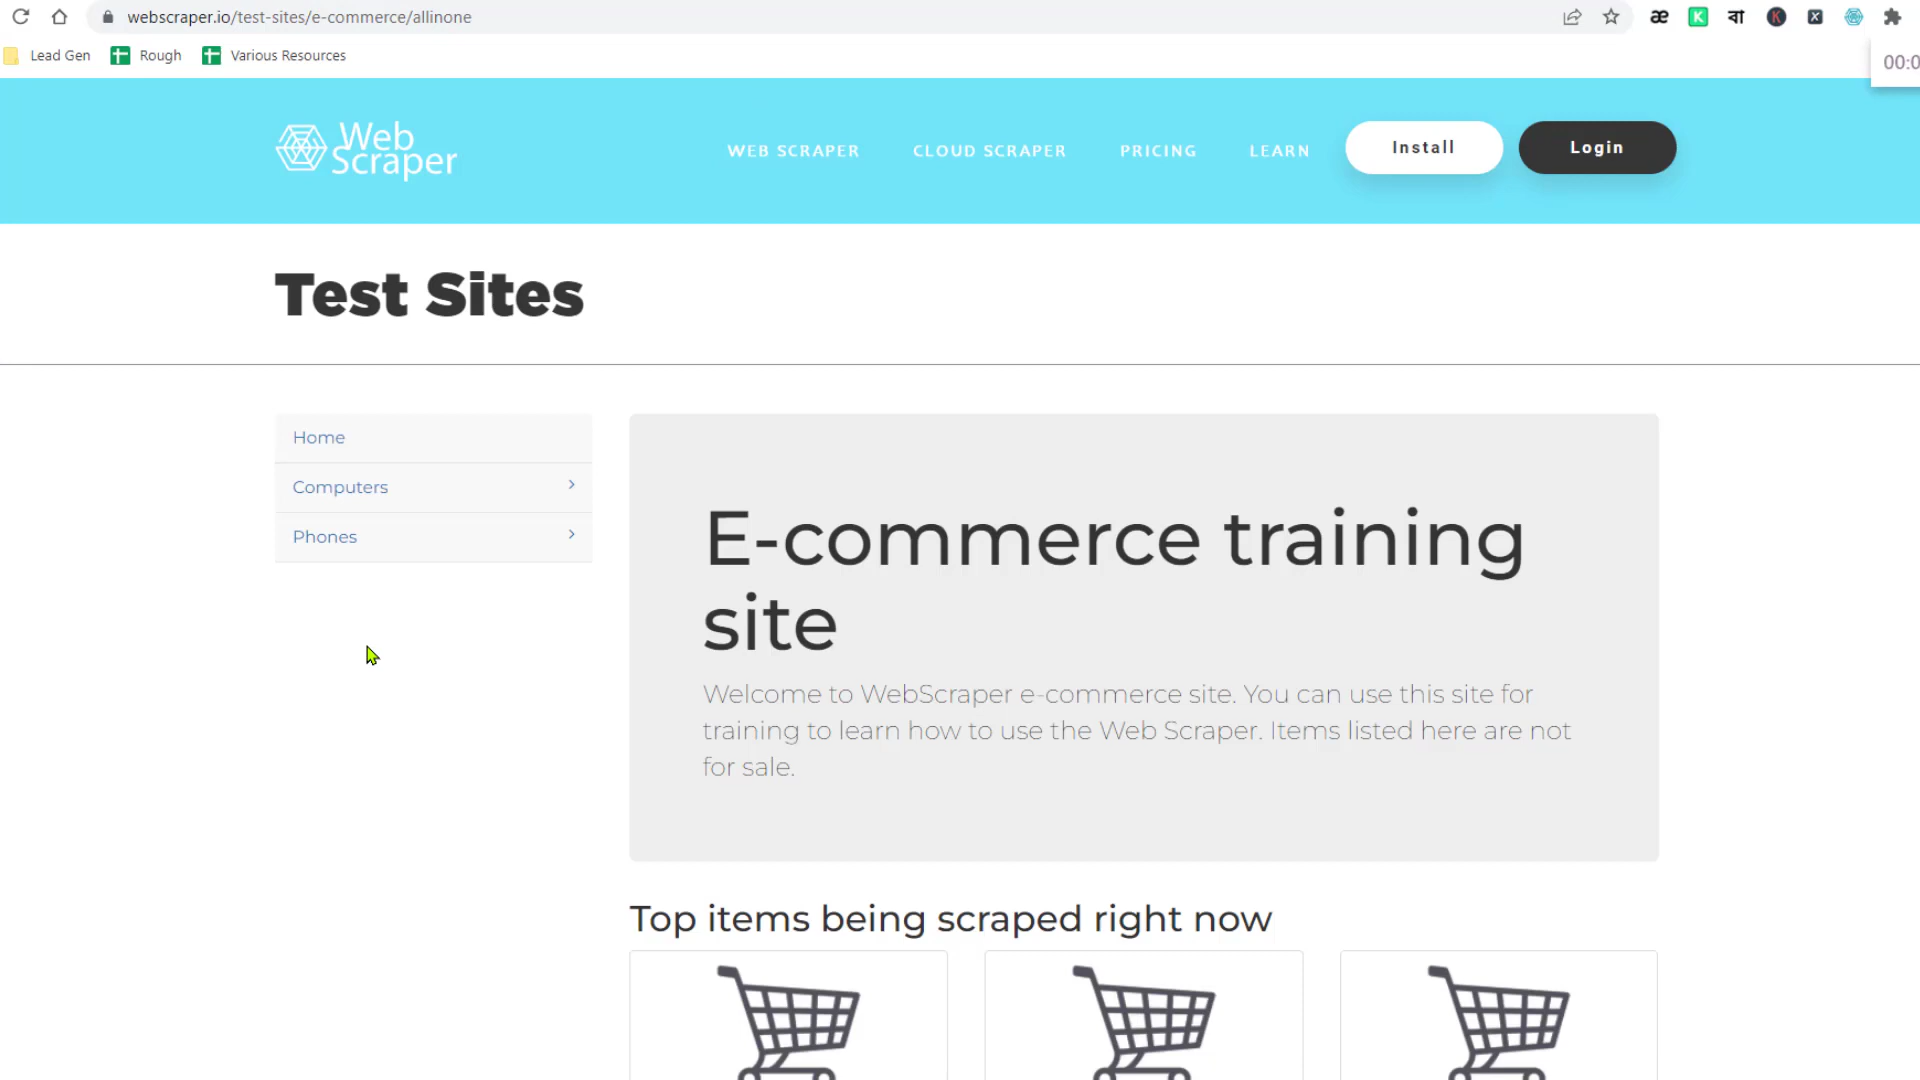 webscraper.io/test-sites/e-commerce/allinone
æ K বা K X
Lead Gen Rough Various Resources
00:0
Web
Scraper
WEB SCRAPER CLOUD SCRAPER PRICING LEARN Install Login
Test Sites
Home
Computers
Phones
E-commerce training
site
Welcome to WebScraper e-commerce site. You can use this site for
training to learn how to use the Web Scraper. Items listed here are not
for sale.
Top items being scraped right now